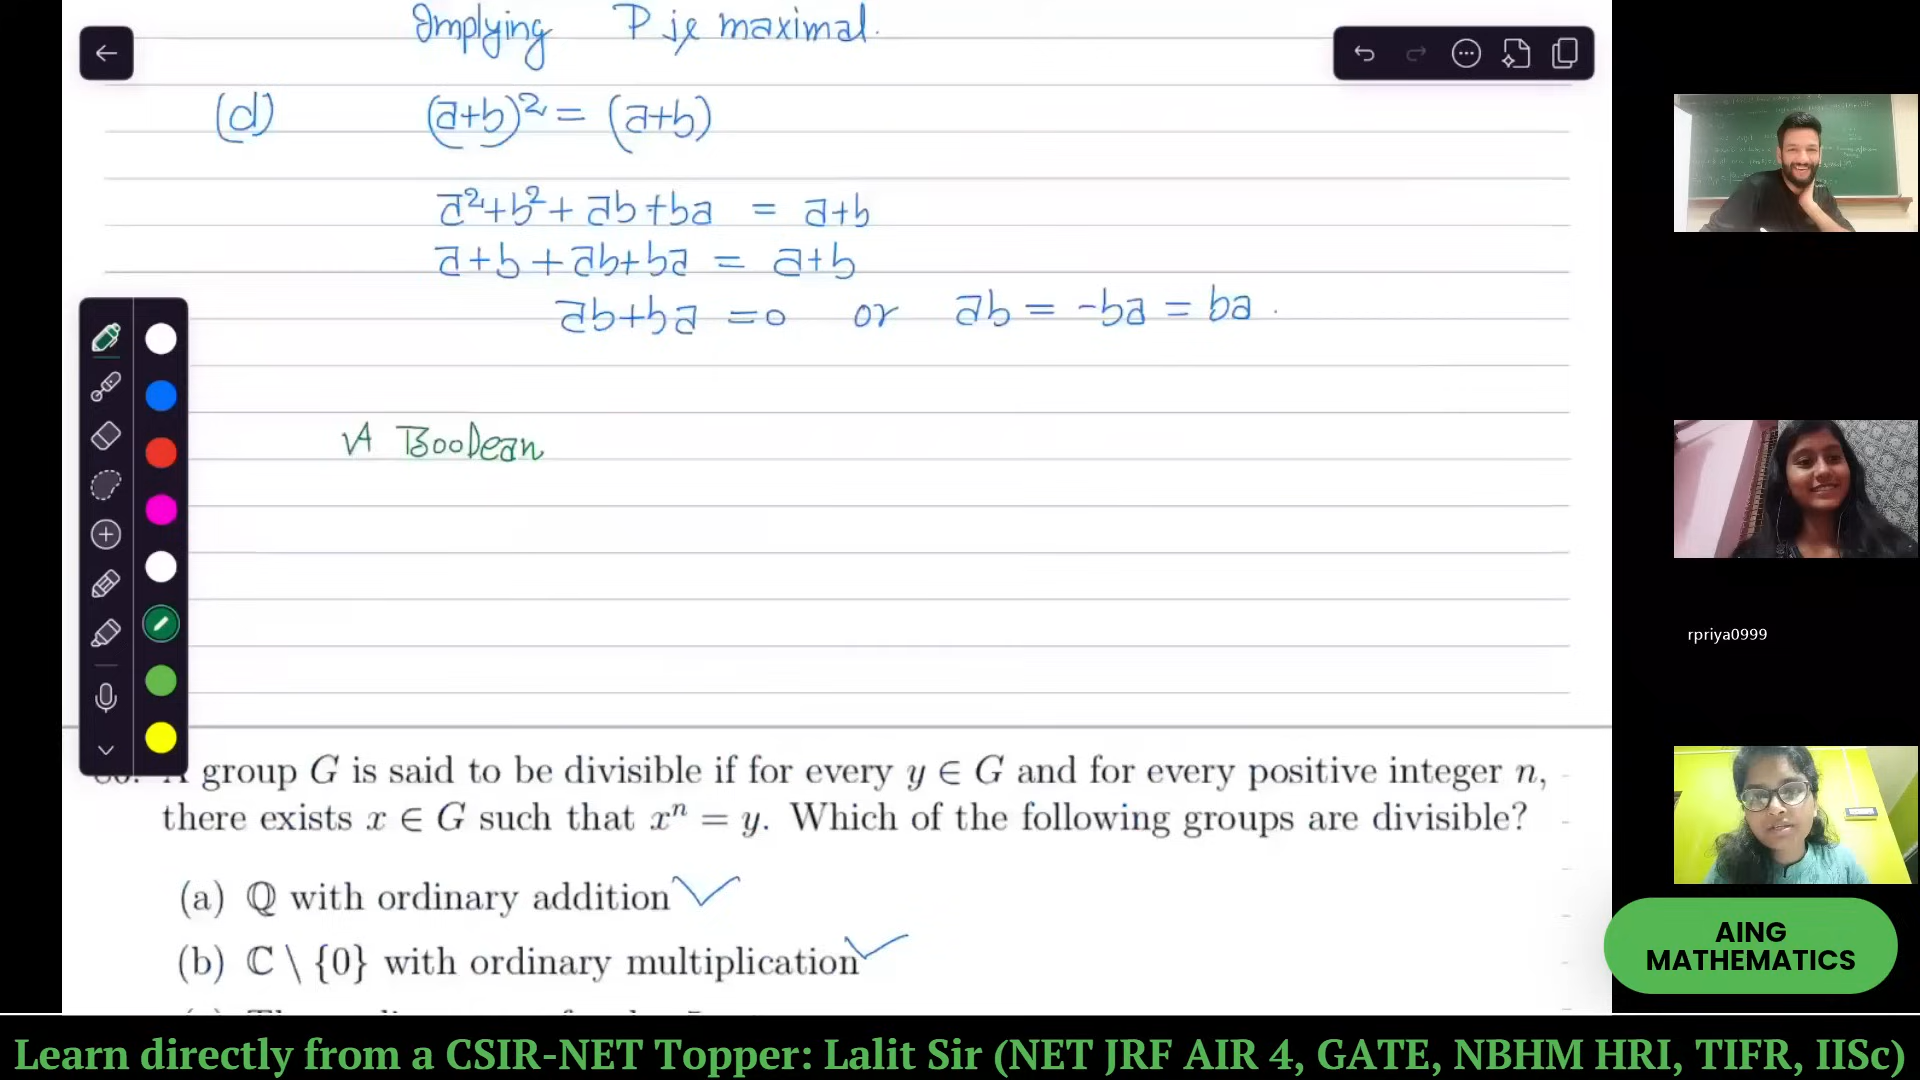 Implying P is maximal.
(d) (a+b)² = (a+b)
a²+b²+ ab+ba = a+b
a+b+ab+ba = a+b
ab+ba =0 or ab = -ba = ba .
A Boolean
group G is said to be divisible if for every y ∈ G and for every positive integer n,
there exists x ∈ G such that xⁿ = y. Which of the following groups are divisible?
(a) ℚ with ordinary addition
(b) ℂ \ {0} with ordinary multiplication
rpriya0999
AING
MATHEMATICS
Learn directly from a CSIR-NET Topper: Lalit Sir (NET JRF AIR 4, GATE, NBHM HRI, TIFR, IISc)